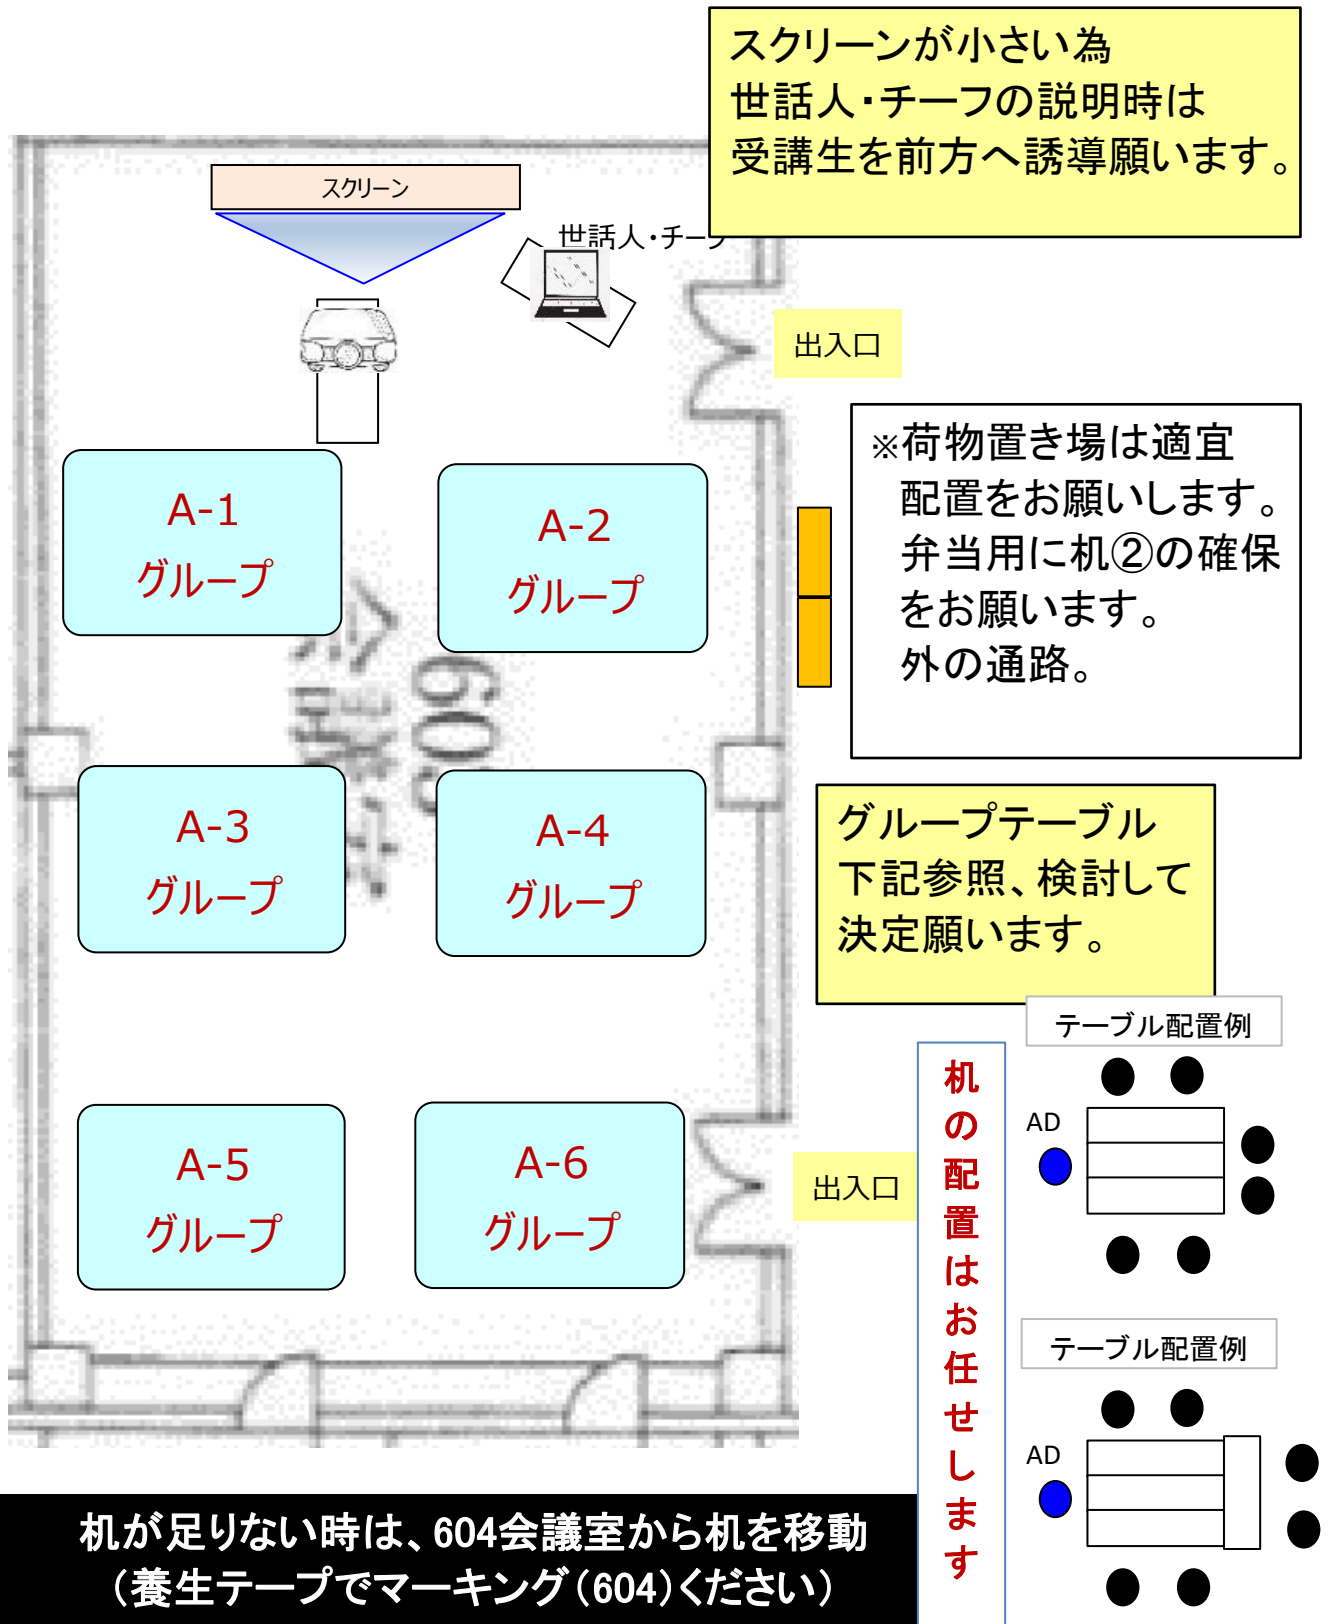 スクリーンが小さい為
世話人・チーフの説明時は
受講生を前方へ誘導願います。
スクリーン
世話人・チーフ
出入口
※荷物置き場は適宜
配置をお願いします。
弁当用に机②の確保
をお願います。
外の通路。
A-1
グループ
A-2
グループ
A-3
グループ
A-4
グループ
グループテーブル
下記参照、検討して
決定願います。
A-5
グループ
A-6
グループ
出入口
机の配置はお任せします
テーブル配置例
AD
テーブル配置例
AD
机が足りない時は、604会議室から机を移動
（養生テープでマーキング（604）ください）